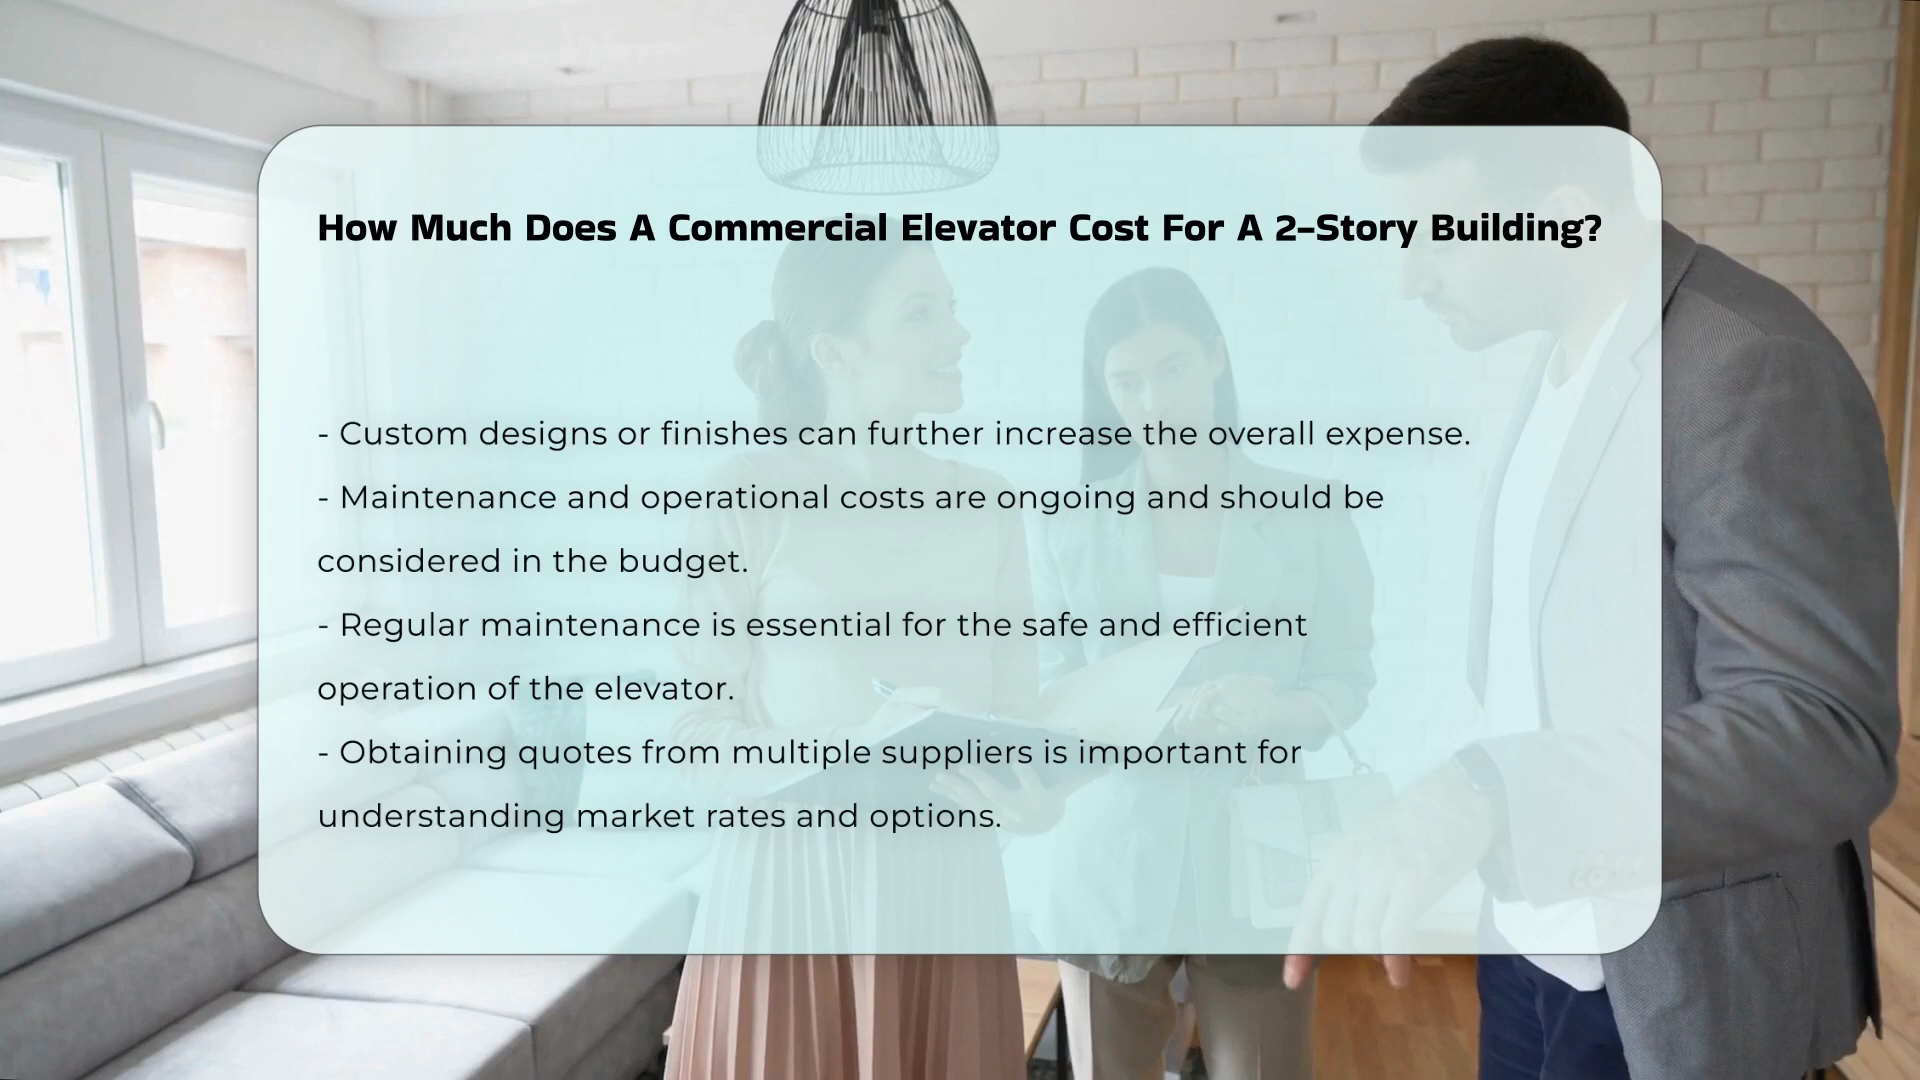 How Much Does A Commercial Elevator Cost For A 2-Story Building?
- Custom designs or finishes can further increase the overall expense.
- Maintenance and operational costs are ongoing and should be
considered in the budget.
- Regular maintenance is essential for the safe and efficient
operation of the elevator.
- Obtaining quotes from multiple suppliers is important for
understanding market rates and options.